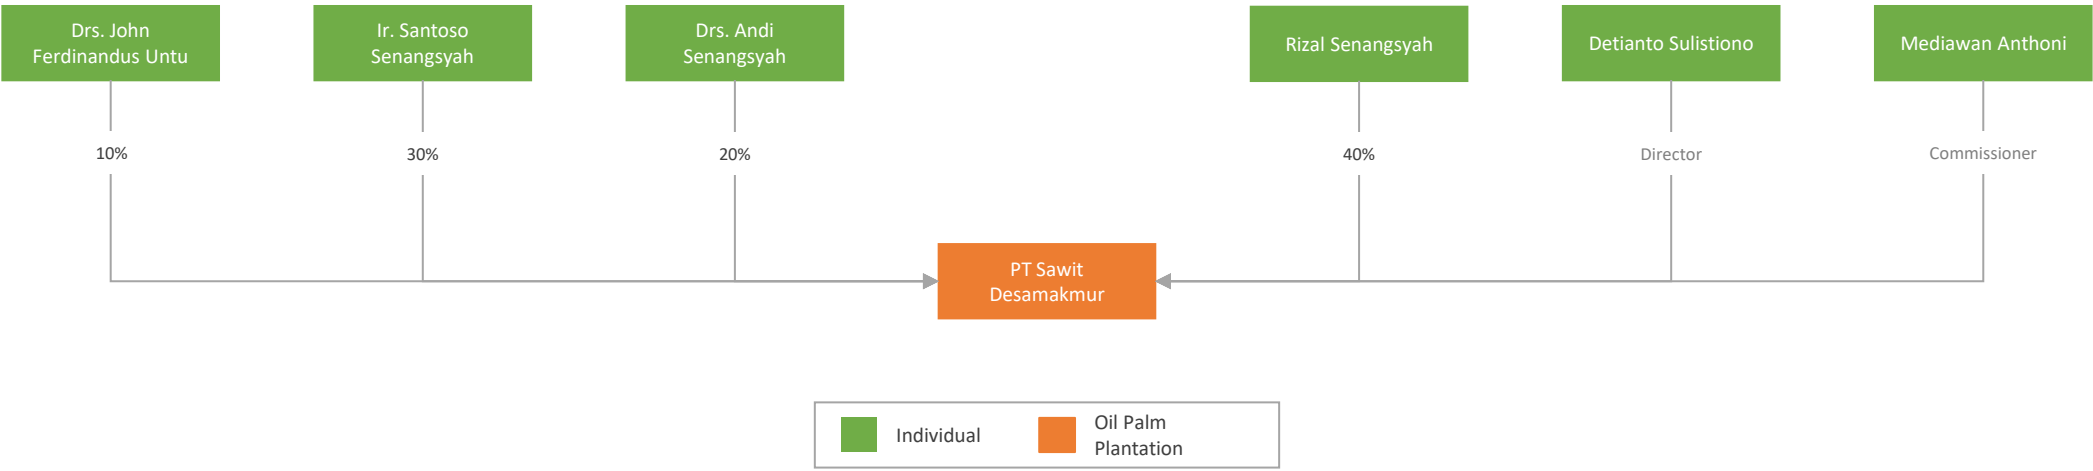 Drs. John
Ferdinandus Untu
Ir. Santoso
Senangsyah
Drs. Andi
Senangsyah
Rizal Senangsyah
Detianto Sulistiono
Mediawan Anthoni
10%
30%
20%
40%
Director
Commissioner
PT Sawit
Desamakmur
Individual
Oil Palm
Plantation